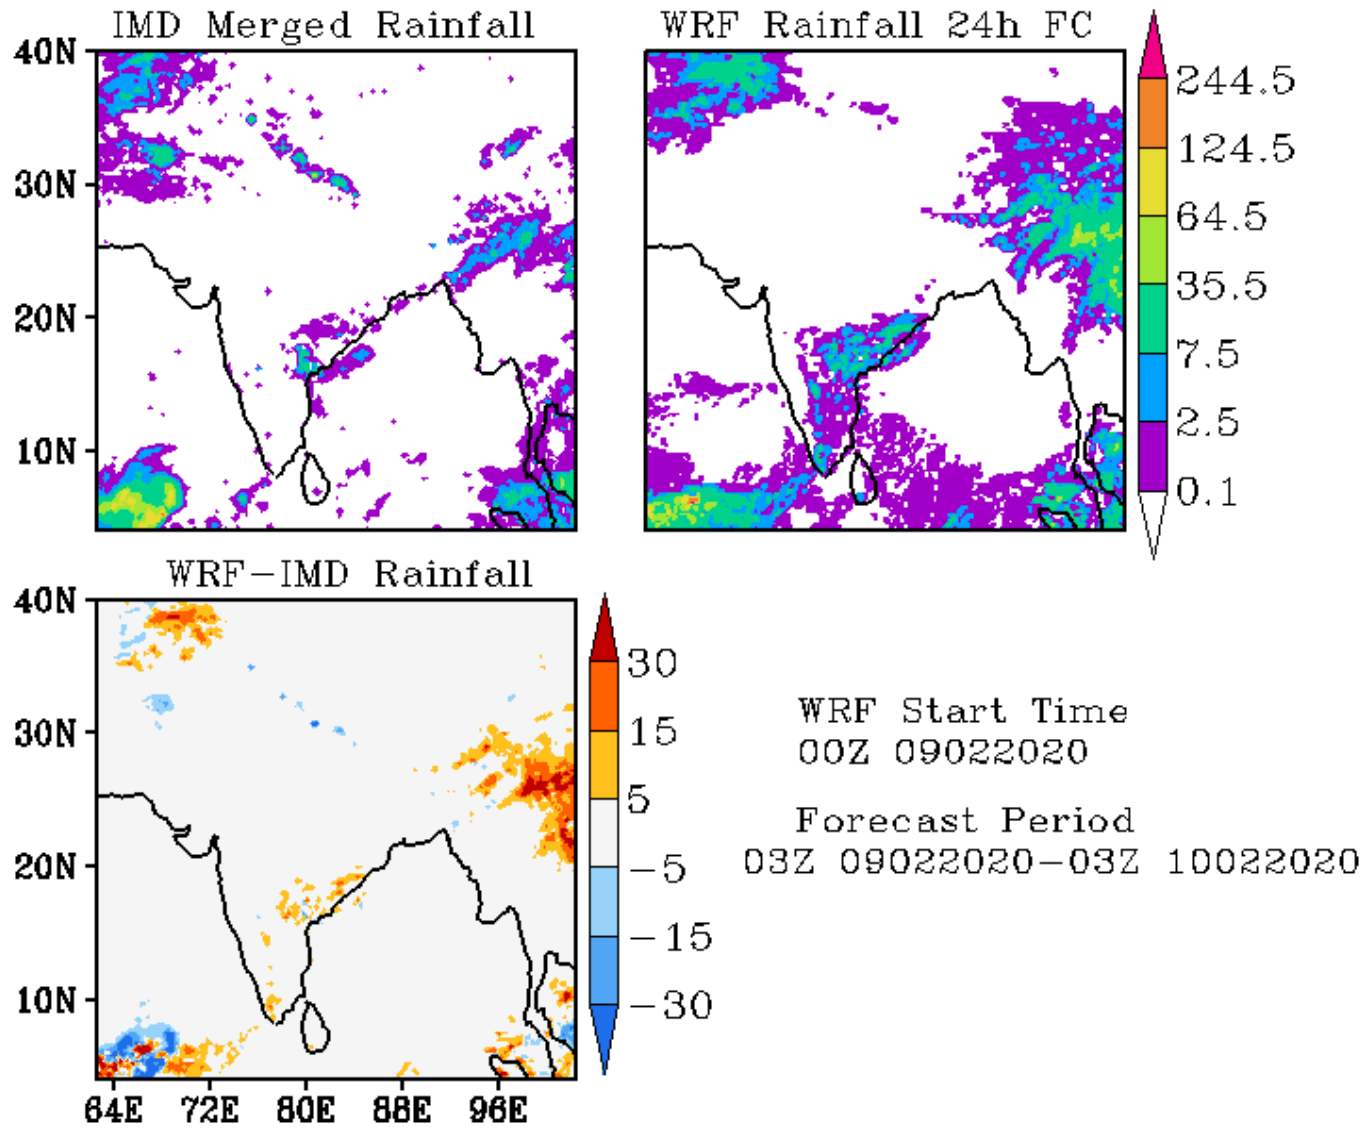 IMD Merged Rainfall
WRF Rainfall 24h FC
40N
30N
20N
10N
244.5
124.5
64.5
35.5
7.5
2.5
0.1
WRF-IMD Rainfall
40N
30N
20N
10N
64E 72E 80E 88E 96E
30
15
5
-5
-15
-30
WRF Start Time
00Z 09022020
Forecast Period
03Z 09022020-03Z 10022020